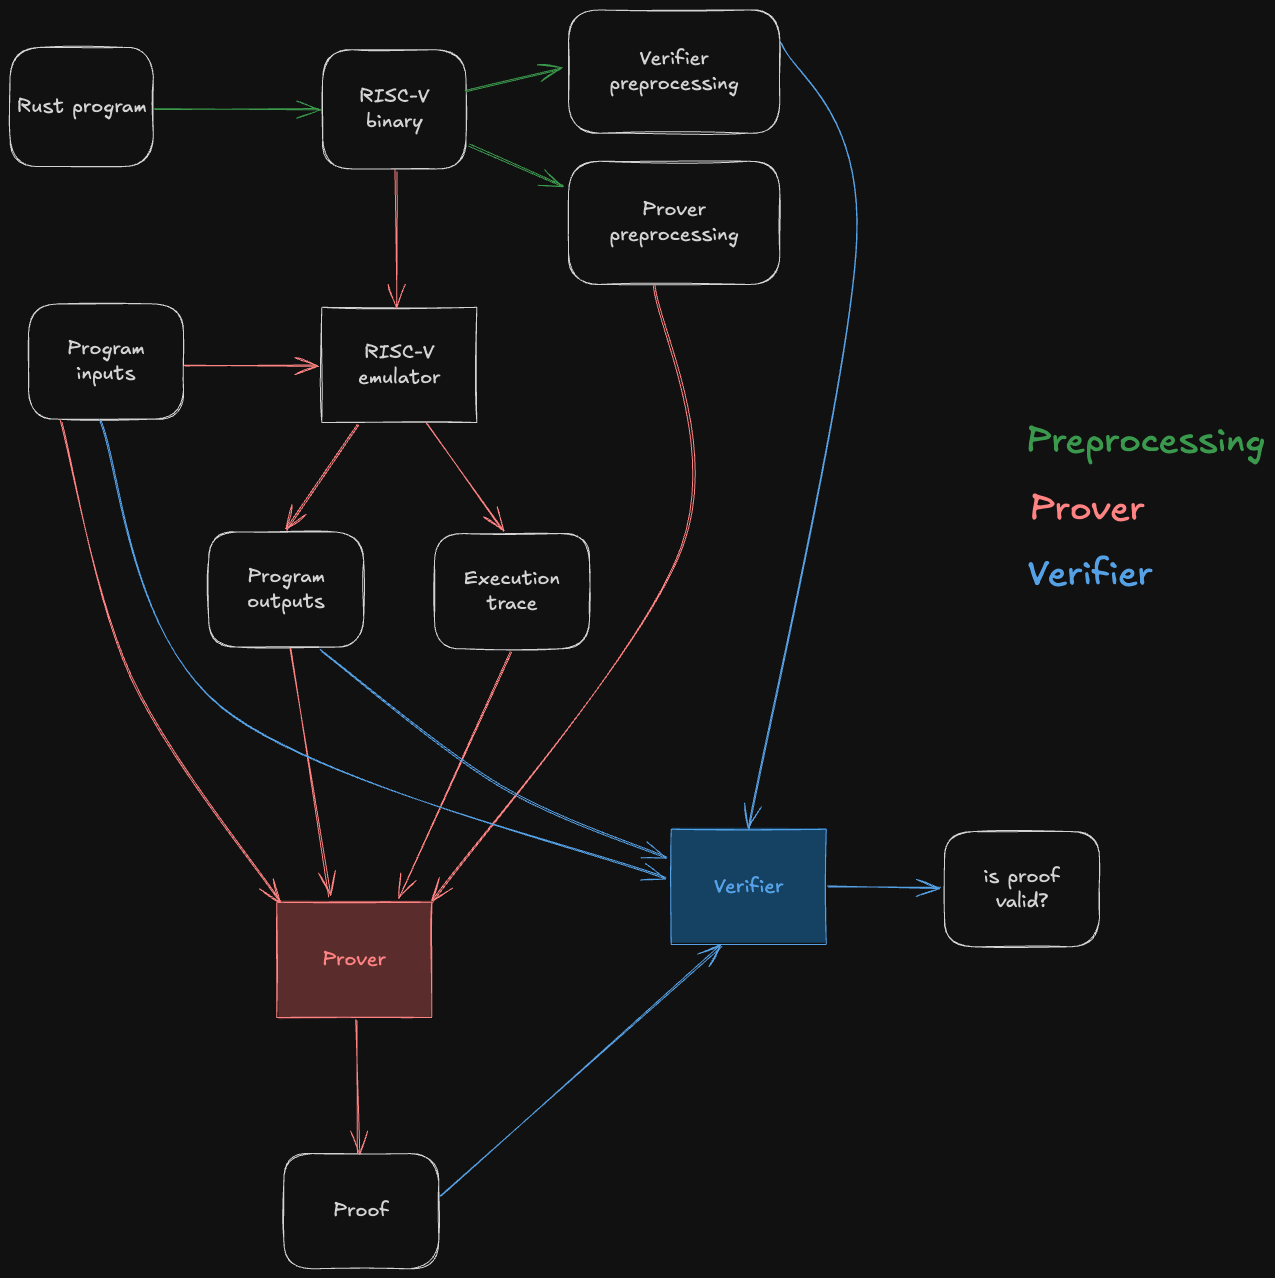 Verifier
preprocessing
Rust program
RISC-V
binary
Prover
preprocessing
Program
inputs
RISC-V
emulator
Preprocessing
Prover
Verifier
Program
outputs
Execution
trace
Verifier
is proof
valid?
Prover
Proof